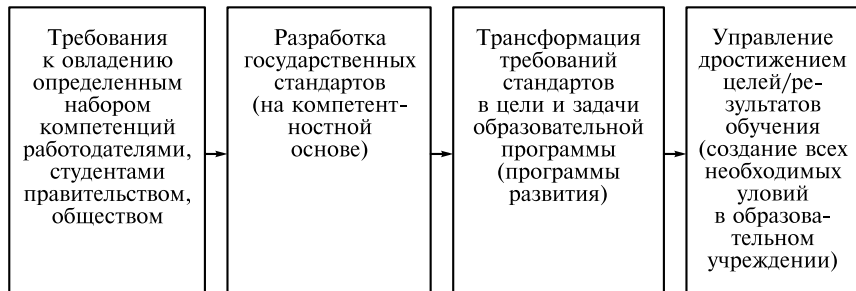 Требования
к овладению
определенным
набором
компетенций
работодателями,
студентами
правительством,
обществом
Разработка
государственных
стандартов
(на компетент-
ностной
основе)
Трансформация
требований
стандартов
в цели и задачи
образовательной
программы
(программы
развития)
Управление
дростижением
целей/ре-
зультатов
обучения
(создание всех
необходимых
уловий
в образова-
тельном
учреждении)